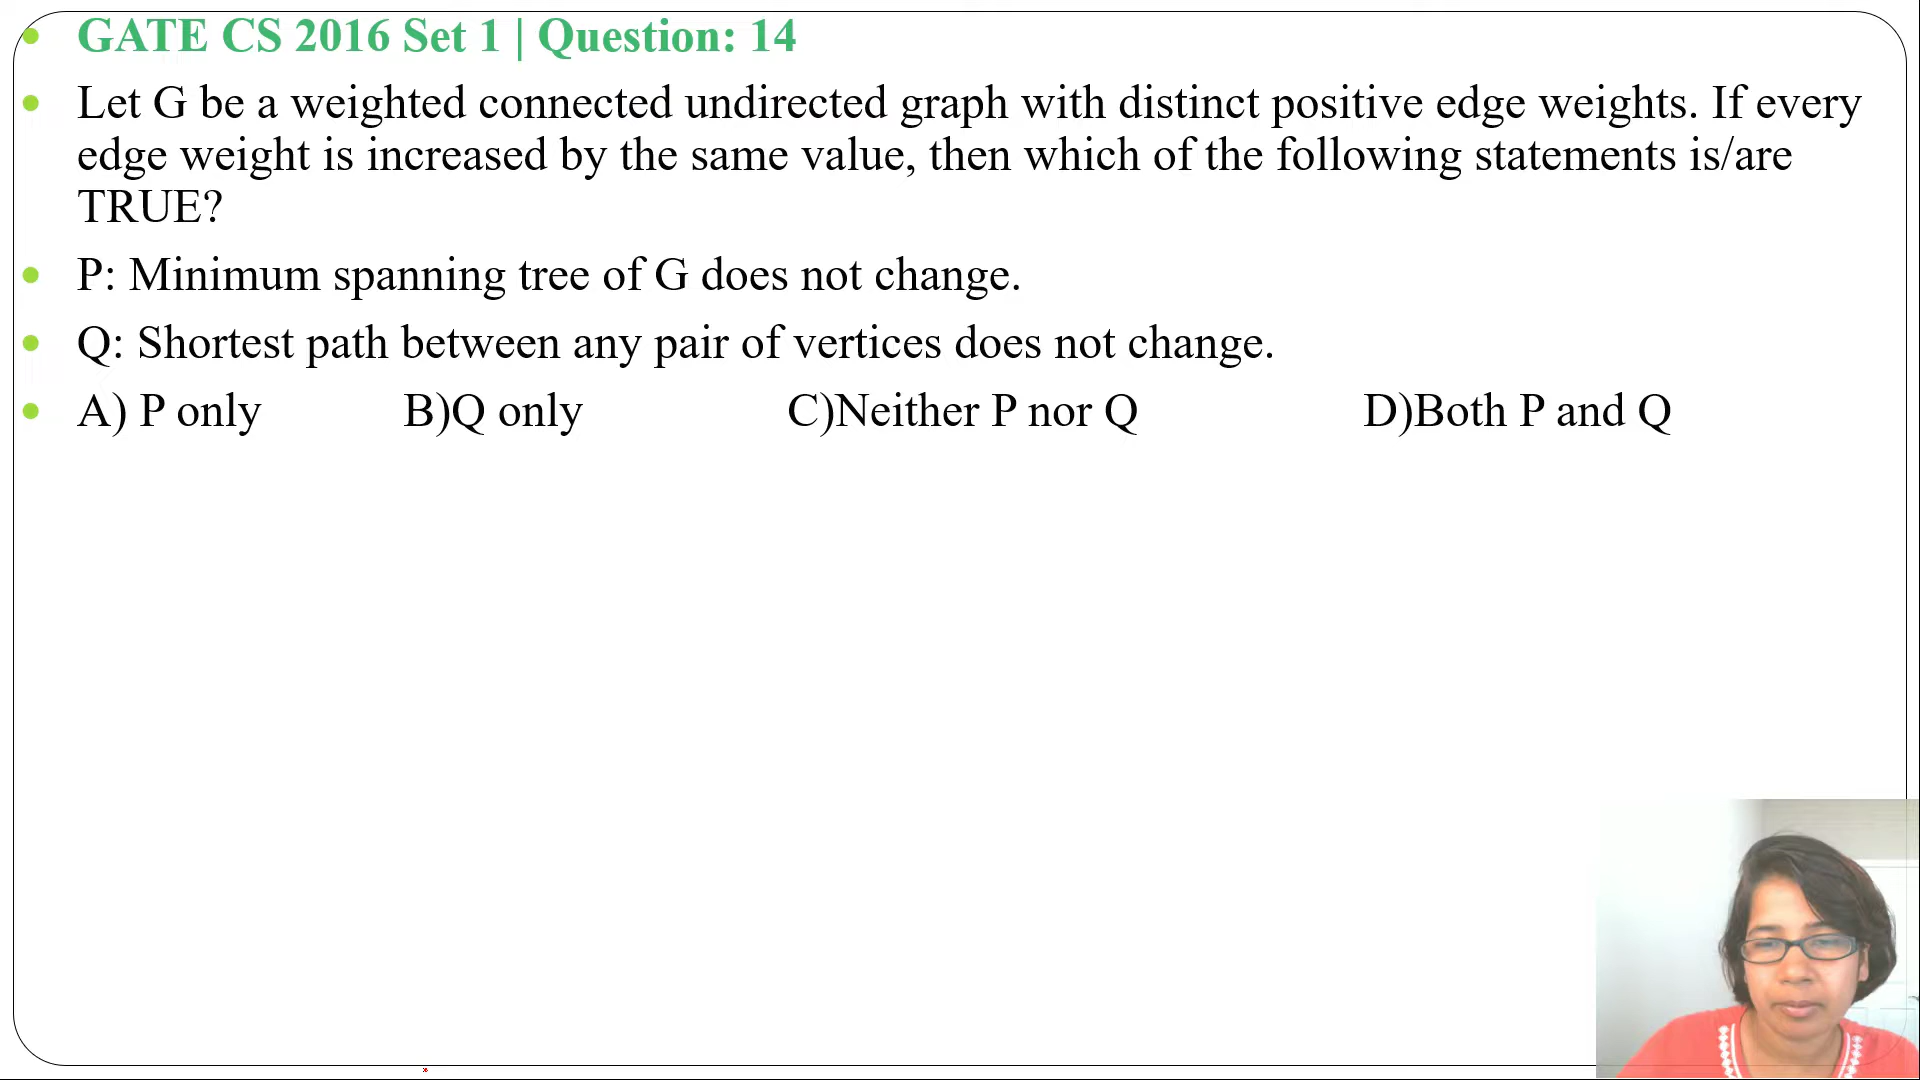 GATE CS 2016 Set 1 | Question: 14
Let G be a weighted connected undirected graph with distinct positive edge weights. If every
edge weight is increased by the same value, then which of the following statements is/are
TRUE?
P: Minimum spanning tree of G does not change.
Q: Shortest path between any pair of vertices does not change.
A) P only B)Q only C)Neither P nor Q D)Both P and Q